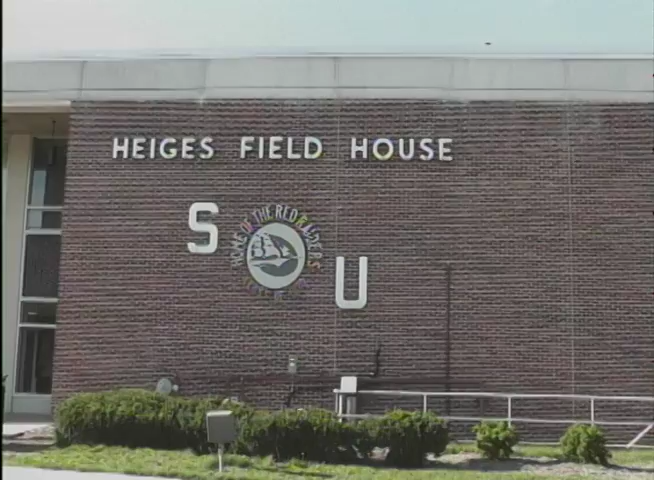 HEIGES FIELD HOUSE
S
HOME OF THE RED RAIDERS
U